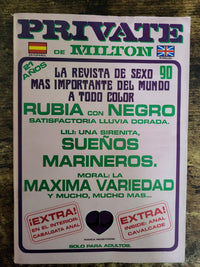 PRIVATE
DE MILTON
AÑOS
LA REVISTA DE SEXO 90
MAS IMPORTANTE DEL MUNDO
A TODO COLOR
RUBIA CON NEGRO
SATISFACTORIA LLUVIA DORADA.
LILI: UNA SIRENITA,
SUEÑOS
MARINEROS.
MORAL: LA
MAXIMA VARIEDAD
Y MUCHO, MUCHO MAS...
¡EXTRA!
EN EL INTERIOR:
CABALGATA ANAL
EXTRA!
INSIDE: ANAL
CAVALCADE
SOLO PARA ADULTOS.